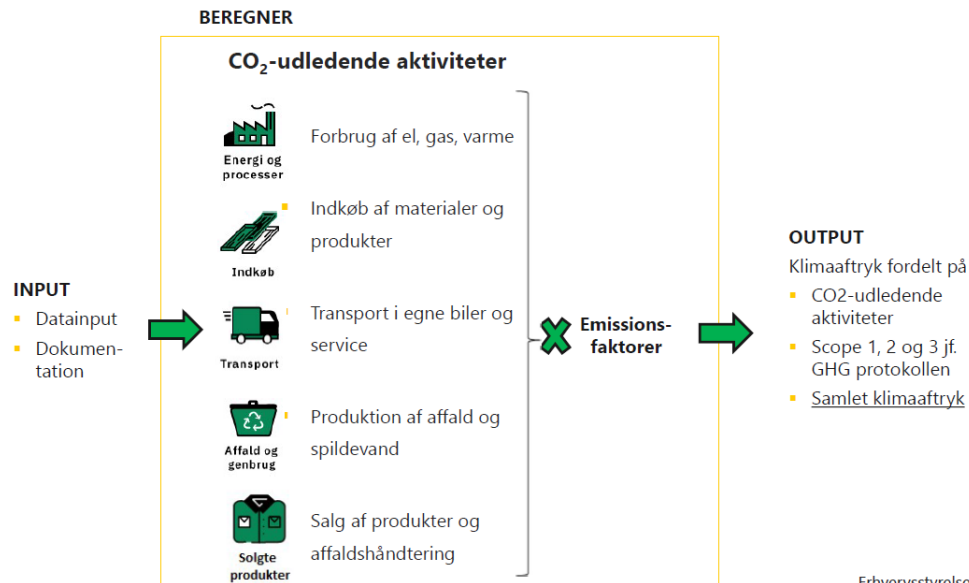 BEREGNER
CO2-udledende aktiviteter
Energi og
processer
Forbrug af el, gas, varme
Indkøb
Indkøb af materialer og
produkter
INPUT
Datainput
Dokumen-
tation
Transport
Transport i egne biler og
service
Affald og
genbrug
Produktion af affald og
spildevand
Solgte
produkter
Salg af produkter og
affaldshåndtering
Emissions-
faktorer
OUTPUT
Klimaaftryk fordelt på
CO2-udledende
aktiviteter
Scope 1, 2 og 3 jf.
GHG protokollen
Samlet klimaaftryk